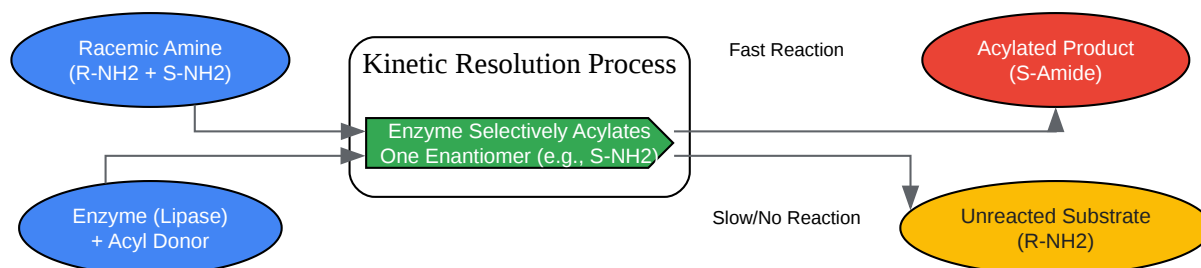 Racemic Amine
(R-NH2 + S-NH2)
Kinetic Resolution Process
Fast Reaction
Acylated Product
(S-Amide)
Enzyme Selectively Acylates
One Enantiomer (e.g., S-NH2)
Enzyme (Lipase)
+ Acyl Donor
Slow/No Reaction
Unreacted Substrate
(R-NH2)